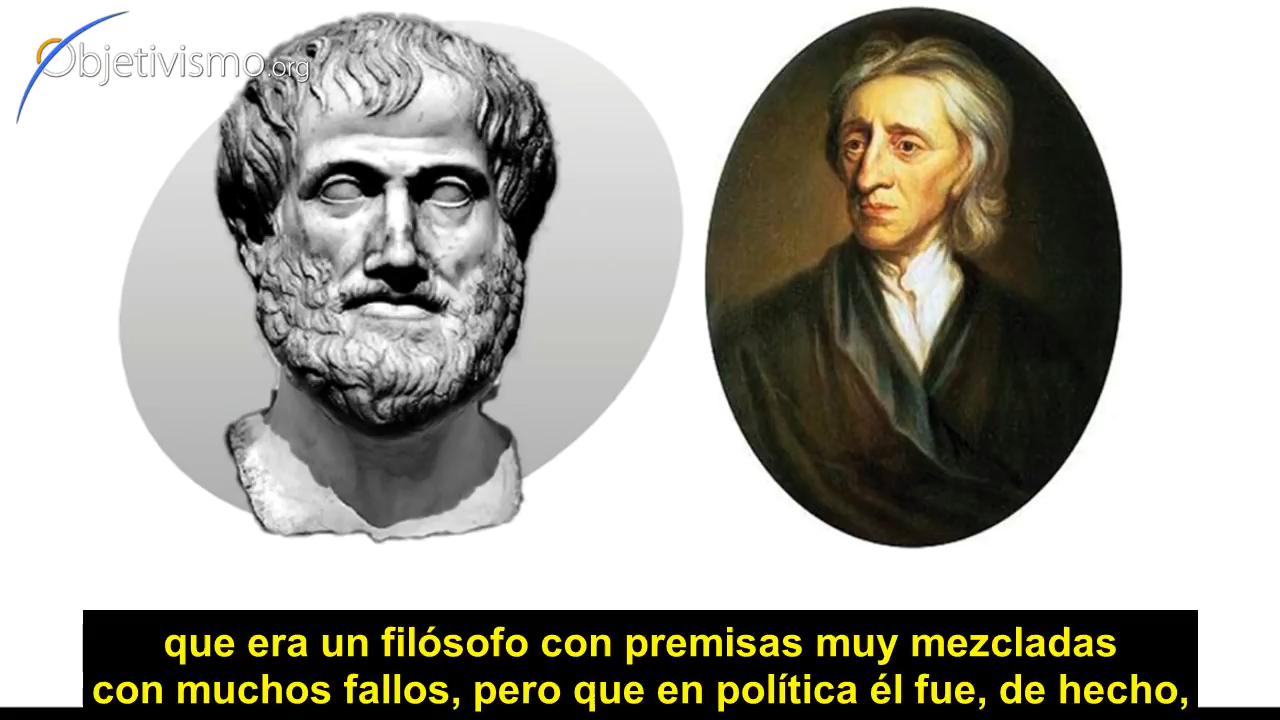 Objetivismo.org
que era un filósofo con premisas muy mezcladas
con muchos fallos, pero que en política él fue, de hecho,